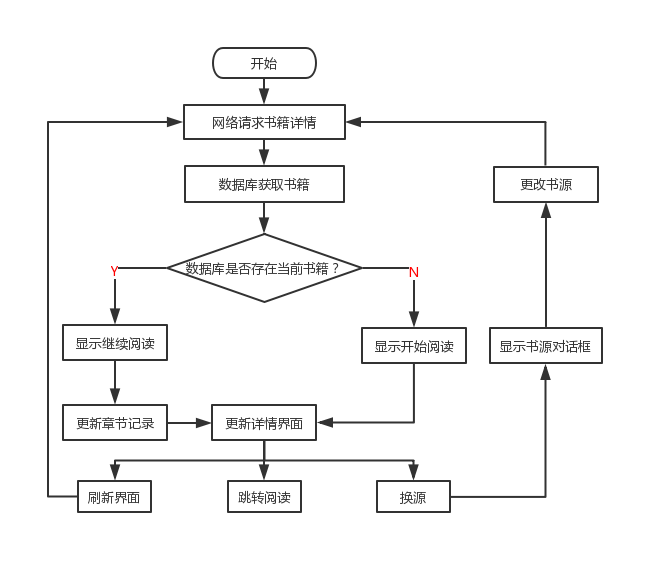 开始
网络请求书籍详情
数据库获取书籍
更改书源
数据库是否存在当前书籍？
Y
N
显示继续阅读
显示开始阅读
显示书源对话框
更新章节记录
更新详情界面
刷新界面
跳转阅读
换源